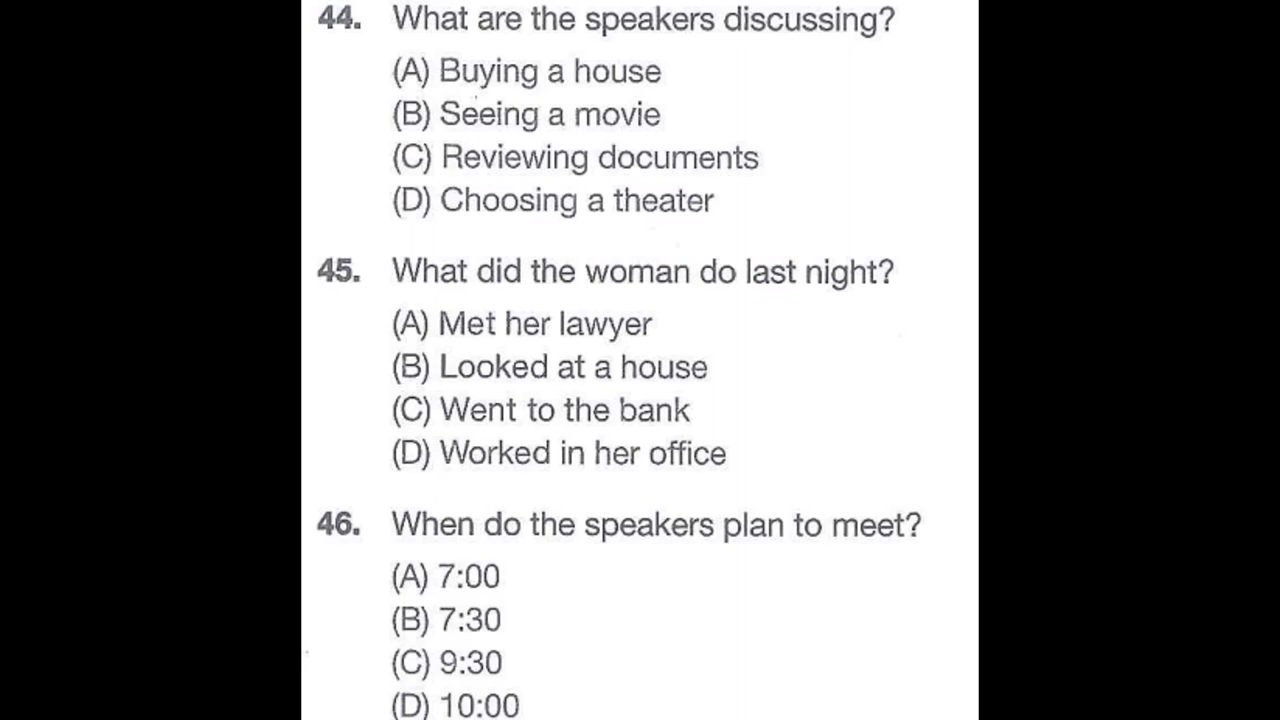 44. What are the speakers discussing?
(A) Buying a house
(B) Seeing a movie
(C) Reviewing documents
(D) Choosing a theater
45. What did the woman do last night?
(A) Met her lawyer
(B) Looked at a house
(C) Went to the bank
(D) Worked in her office
46. When do the speakers plan to meet?
(A) 7:00
(B) 7:30
(C) 9:30
(D) 10:00